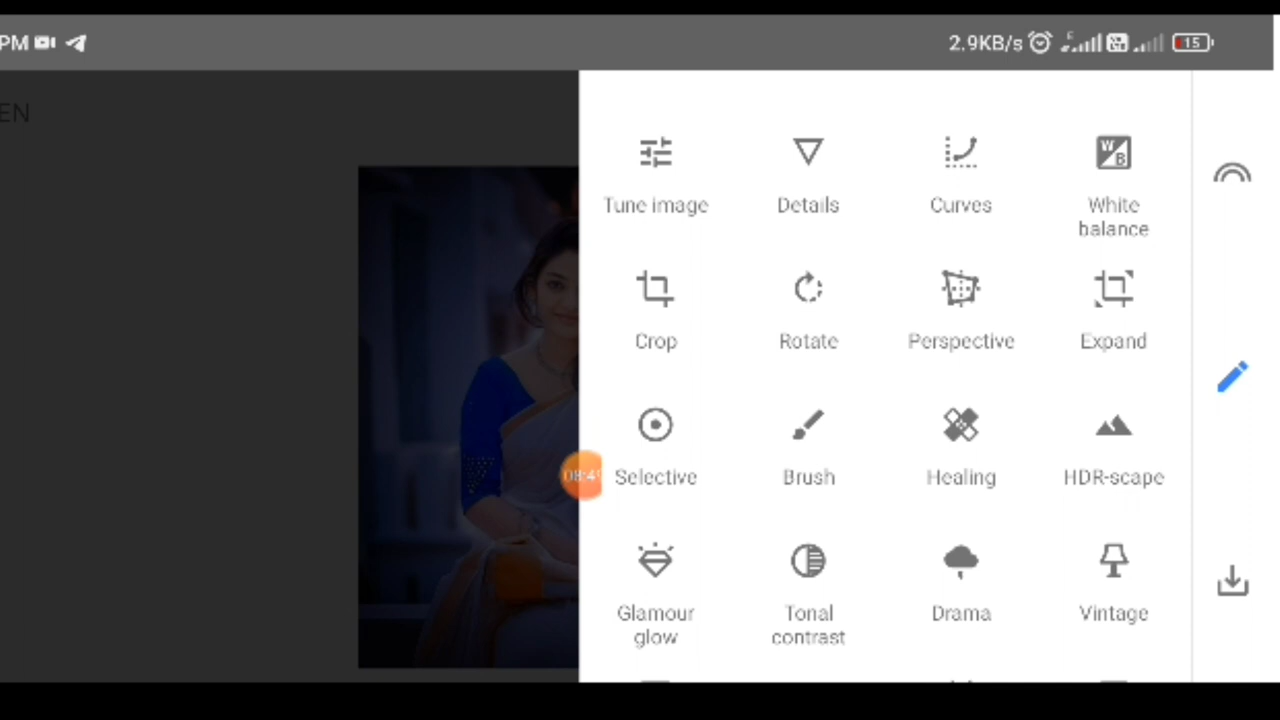 PM
2.9KB/s
15
EN
Tune image
Details
Curves
White
balance
Crop
Rotate
Perspective
Expand
Selective
Brush
Healing
HDR-scape
Glamour
glow
Tonal
contrast
Drama
Vintage